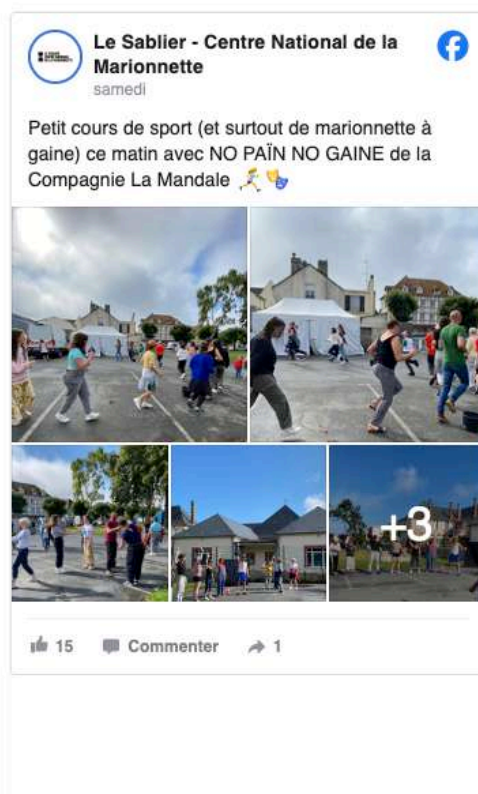 Le Sablier - Centre National de la
Marionnette
samedi
Petit cours de sport (et surtout de marionnette à
gaine) ce matin avec NO PAÏN NO GAINE de la
Compagnie La Mandale 🏃🎭
+3
15 Commenter 1